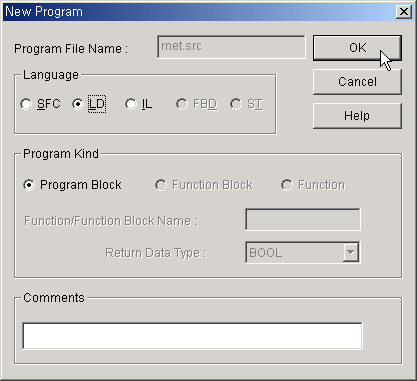 New Program
Program File Name : rnet.src OK
Language Cancel
SFC LD IL FBD ST
Help
Program Kind
Program Block Function Block Function
Function/Function Block Name :
Return Data Type : BOOL
Comments